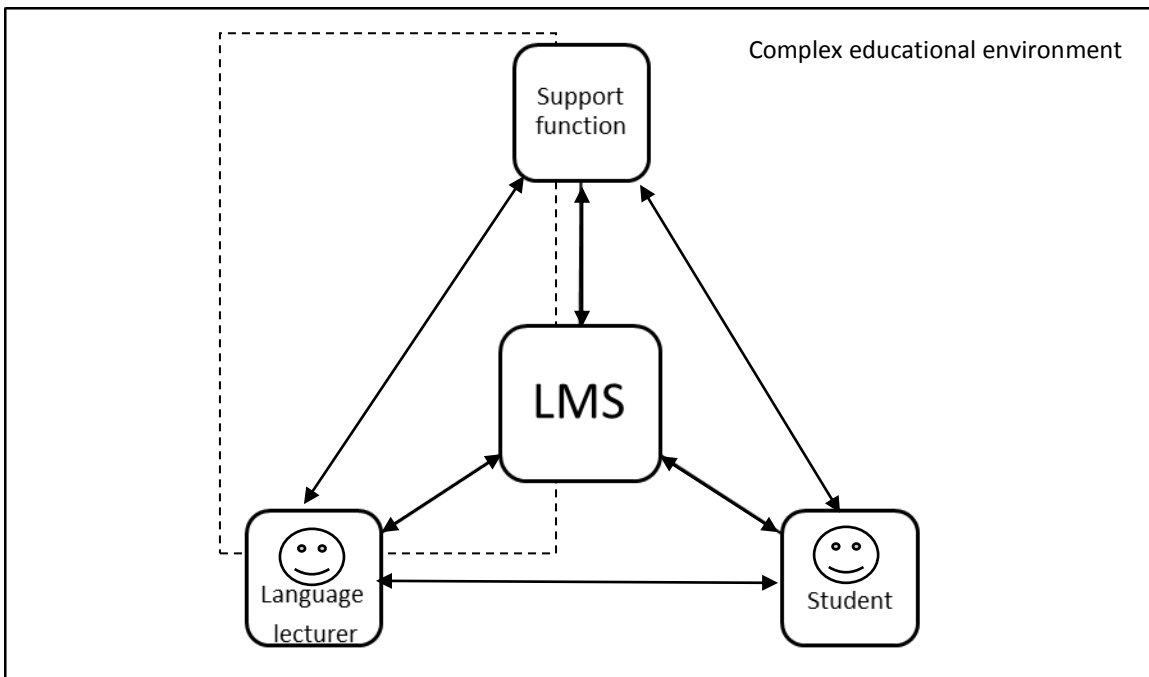 Complex educational environment
Support
function
LMS
Language
lecturer
Student